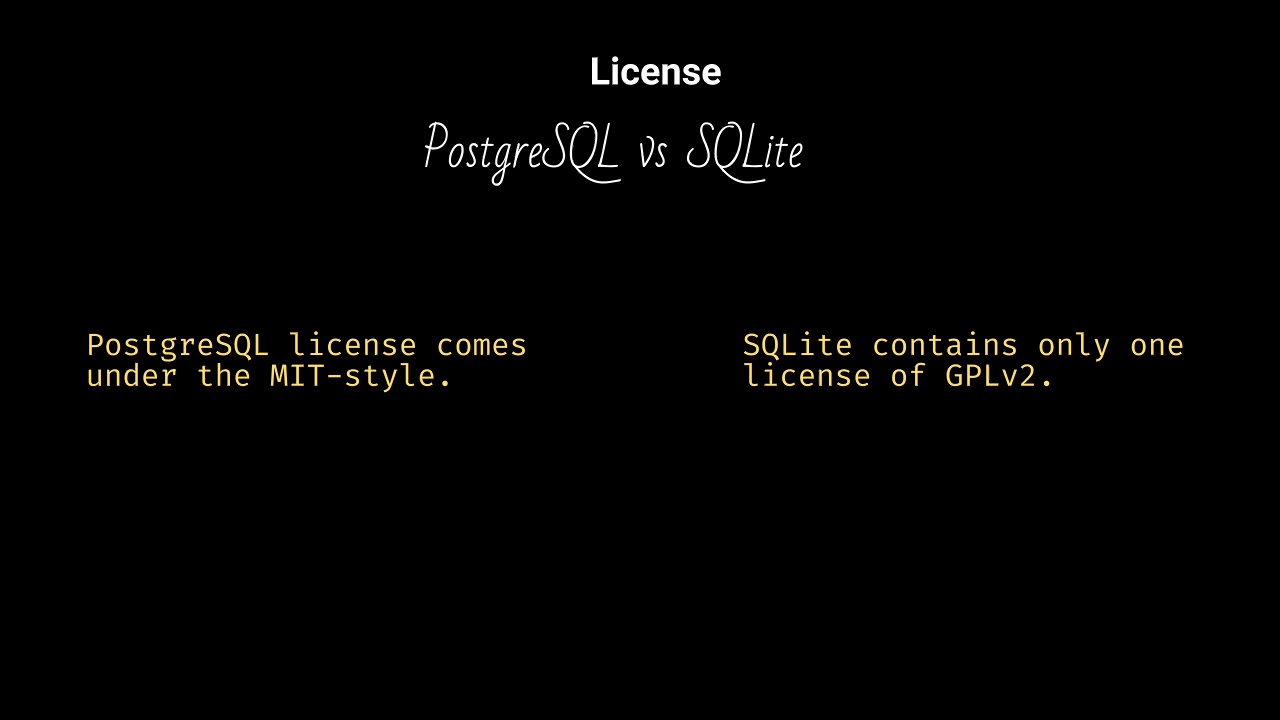 License
PostgreSQL vs SQLite
PostgreSQL license comes
under the MIT-style.
SQLite contains only one
license of GPLv2.